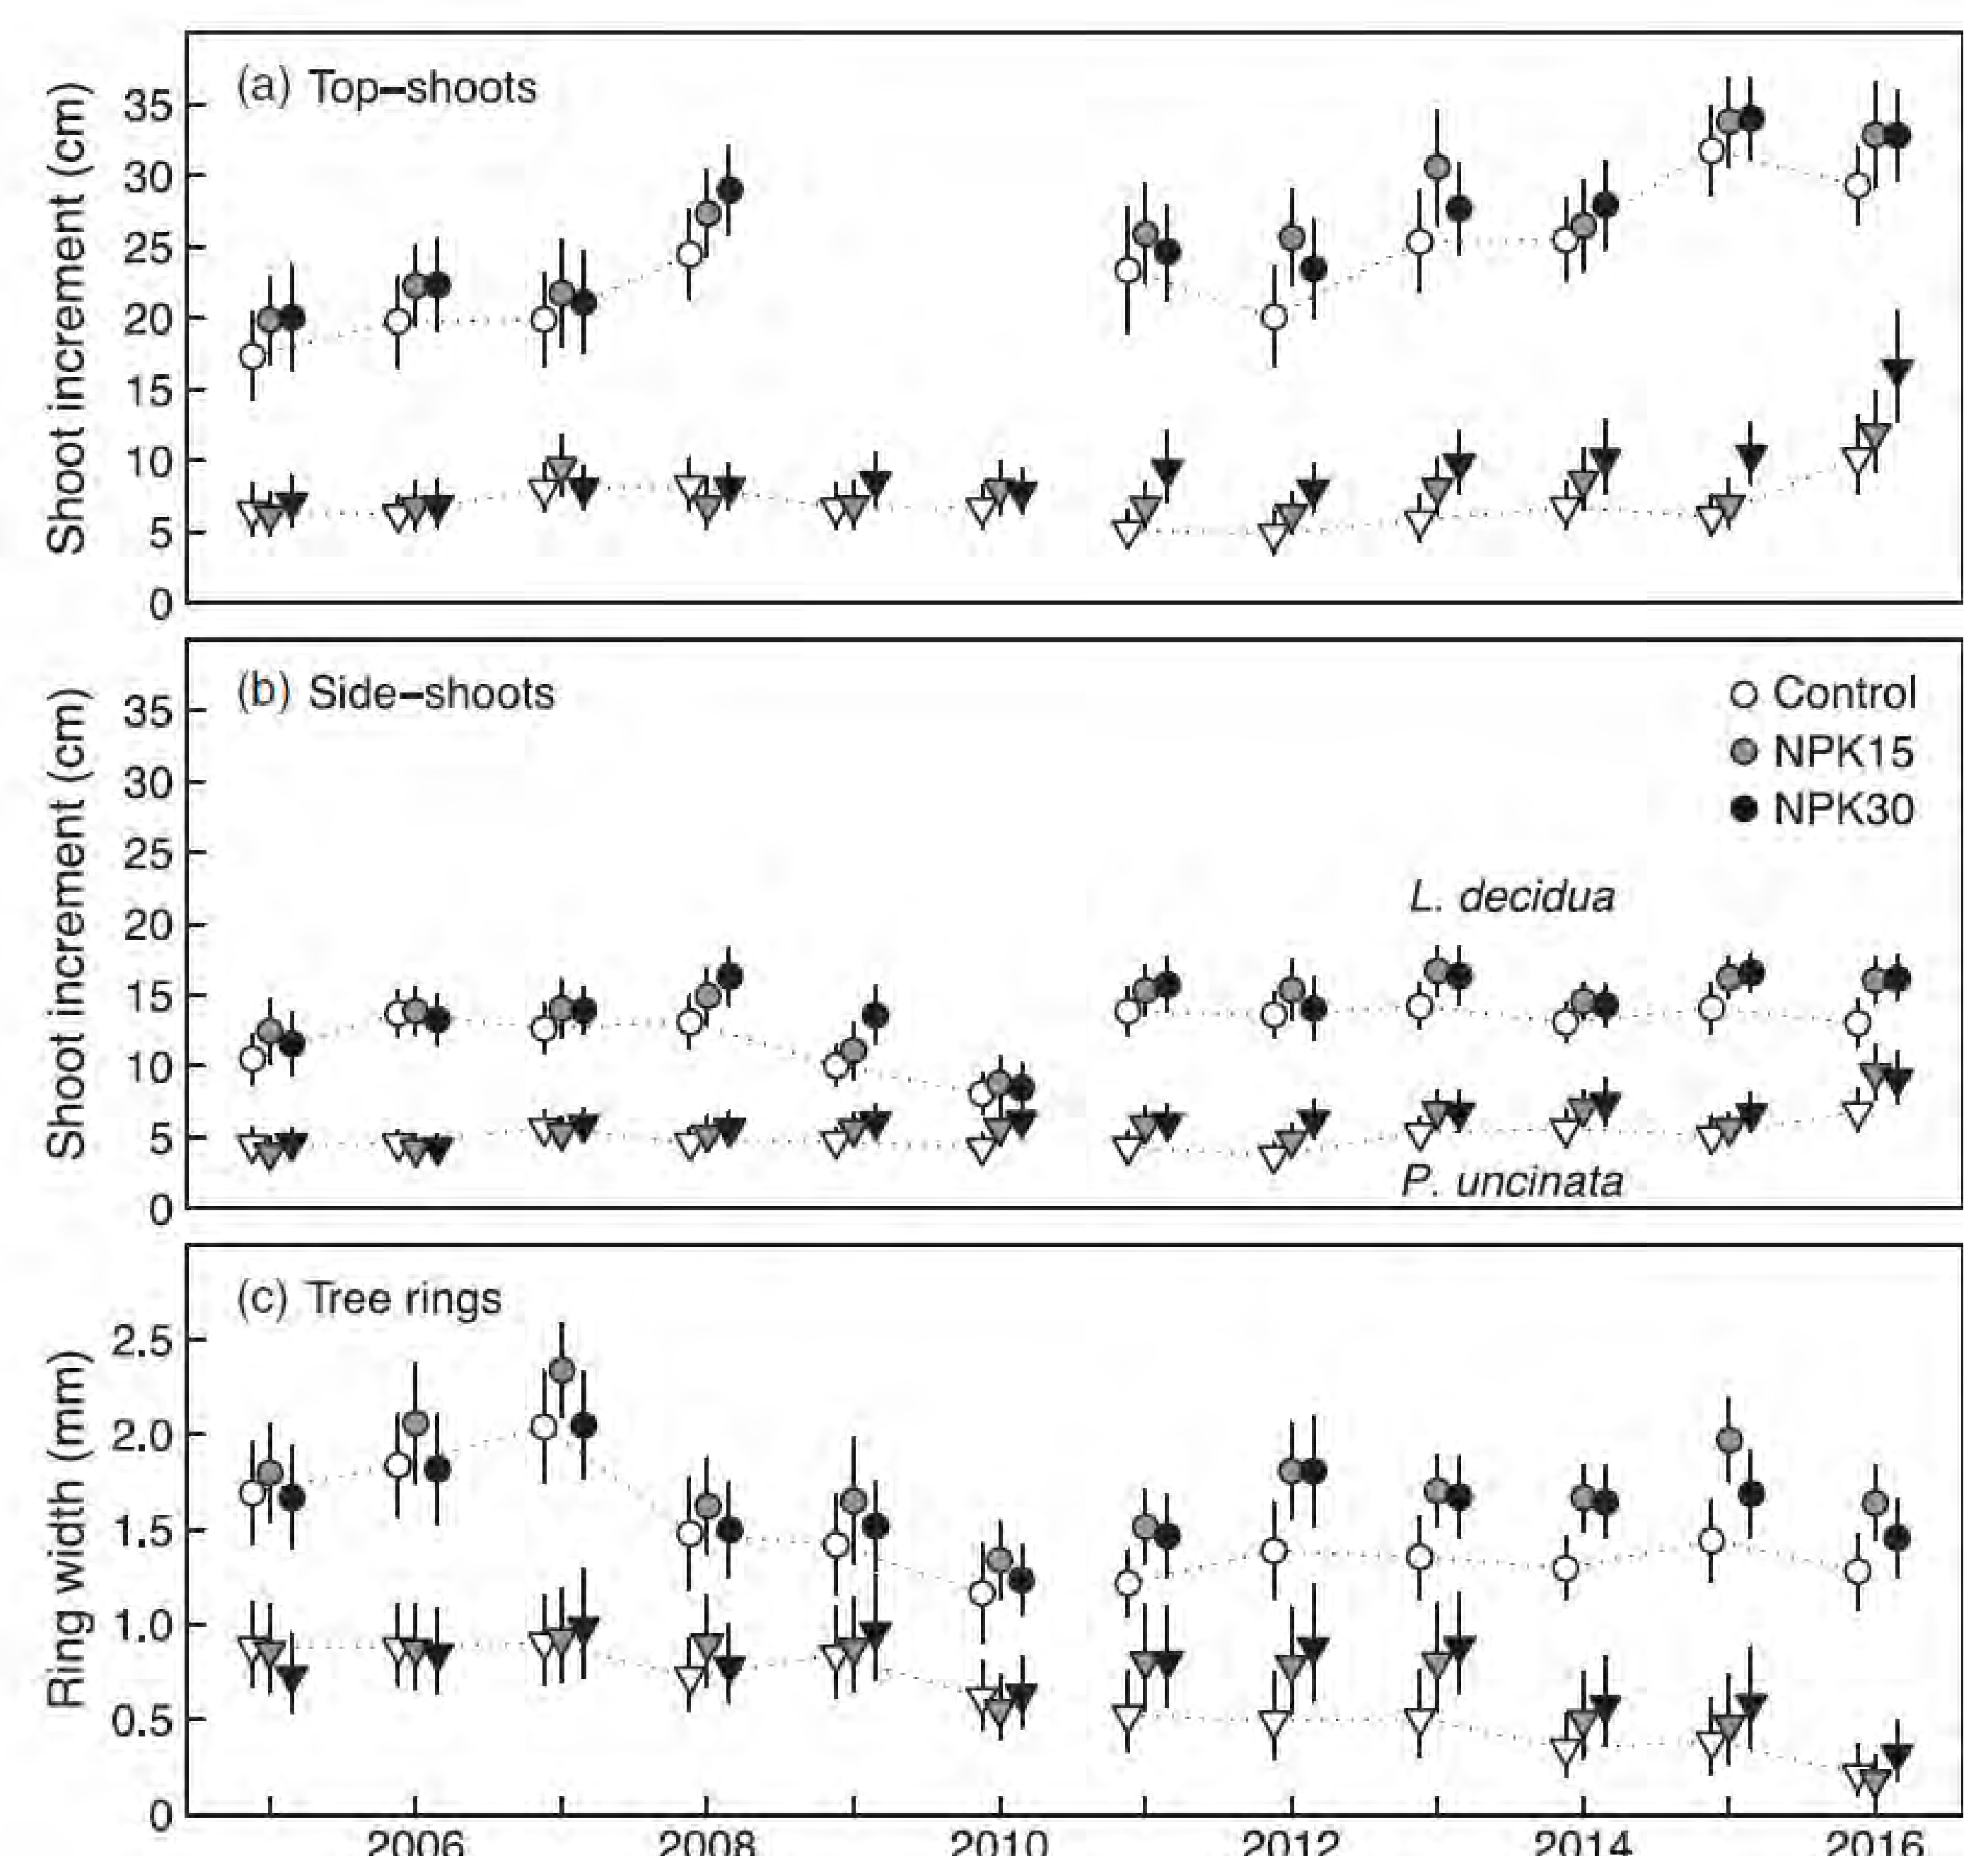 (a) Top-shoots
Shoot increment (cm)
35
30
25
20
15
10
5
0
(b) Side-shoots
Shoot increment (cm)
35
30
25
20
15
10
5
0
Control
NPK15
NPK30
L. decidua
P. uncinata
(c) Tree rings
Ring width (mm)
2.5
2.0
1.5
1.0
0.5
0
2006 2008 2010 2012 2014 2016